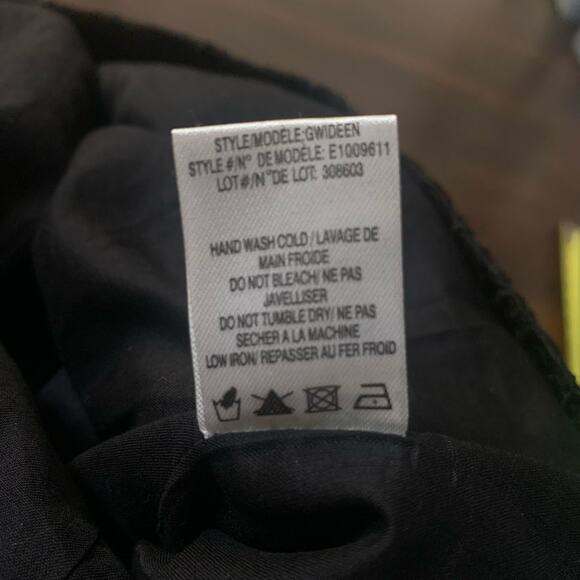 STYLE/MODÈLE:GWIDEEN
STYLE #/N° DE MODÈLE: E1009611
LOT#/N°DE LOT: 308603
HAND WASH COLD / LAVAGE DE
MAIN FROIDE
DO NOT BLEACH/ NE PAS
JAVELLISER
DO NOT TUMBLE DRY/ NE PAS
SECHER A LA MACHINE
LOW IRON/ REPASSER AU FER FROID